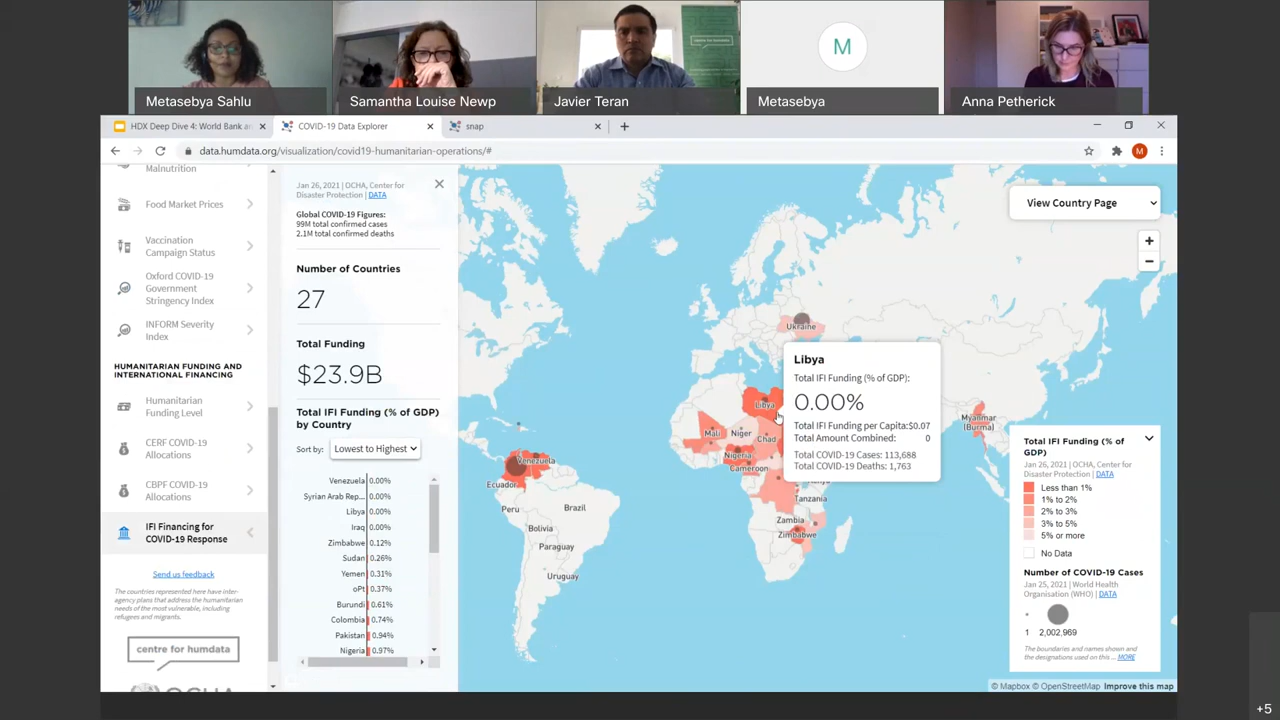 M
Metasebya Sahlu
Samantha Louise Newp
Javier Teran
Metasebya
Anna Petherick
centre for humdata
HDX Deep Dive 4: World Bank a
COVID-19 Data Explorer
snap
data.humdata.org/visualization/covid19-humanitarian-operations/#
M
Malnutrition
Food Market Prices
Vaccination
Campaign Status
Oxford COVID-19
Government
Stringency Index
INFORM Severity
Index
HUMANITARIAN FUNDING AND
INTERNATIONAL FINANCING
Humanitarian
Funding Level
CERF COVID-19
Allocations
CBPF COVID-19
Allocations
IFI Financing for
COVID-19 Response
Send us feedback
The countries represented here have inter-
agency plans that address the humanitarian
needs of the most vulnerable, including
refugees and migrants.
centre for humdata
OCHA
Jan 26, 2021 | OCHA, Center for
Disaster Protection | DATA
Global COVID-19 Figures:
99M total confirmed cases
2.1M total confirmed deaths
Number of Countries
27
Total Funding
$23.9B
Total IFI Funding (% of GDP)
by Country
Sort by: Lowest to Highest
Venezuela 0.00%
Syrian Arab Rep... 0.00%
Libya 0.00%
Iraq 0.00%
Zimbabwe 0.12%
Sudan 0.26%
Yemen 0.31%
oPt 0.37%
Burundi 0.61%
Colombia 0.74%
Pakistan 0.94%
Nigeria 0.97%
View Country Page
+
−
Ukraine
Libya
Mali
Niger
Chad
Nigeria
Cameroon
Tanzania
Zambia
Zimbabwe
Venezuela
Ecuador
Peru
Brazil
Bolivia
Paraguay
Uruguay
Myanmar
(Burma)
Libya
Total IFI Funding (% of GDP):
0.00%
Total IFI Funding per Capita:$0.07
Total Amount Combined: 0
Total COVID-19 Cases: 113,688
Total COVID-19 Deaths: 1,763
Total IFI Funding (% of
GDP)
Jan 26, 2021 | OCHA, Center for
Disaster Protection | DATA
Less than 1%
1% to 2%
2% to 3%
3% to 5%
5% or more
No Data
Number of COVID-19 Cases
Jan 25, 2021 | World Health
Organisation (WHO) | DATA
1 2,002,969
The boundaries and names shown and
the designations used on this ... MORE
© Mapbox © OpenStreetMap Improve this map
+5